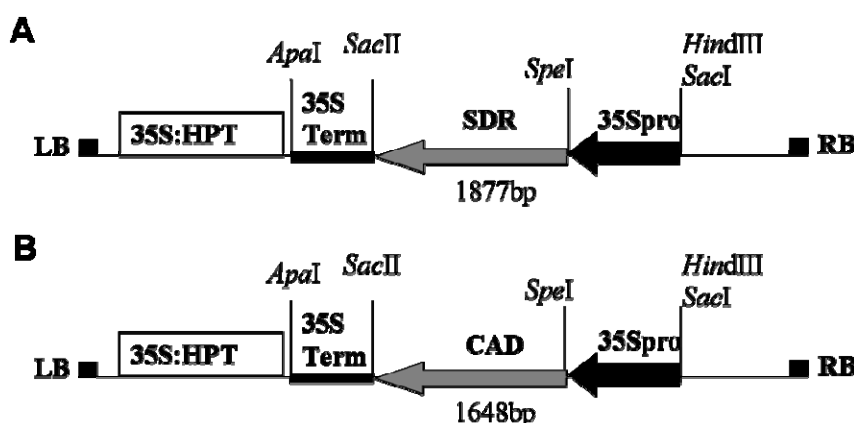 A
ApaI
SacII
SpeI
HindIII
SacI
LB
35S:HPT
35S
Term
SDR
35Spro
RB
1877bp
B
ApaI
SacII
SpeI
HindIII
SacI
LB
35S:HPT
35S
Term
CAD
35Spro
RB
1648bp